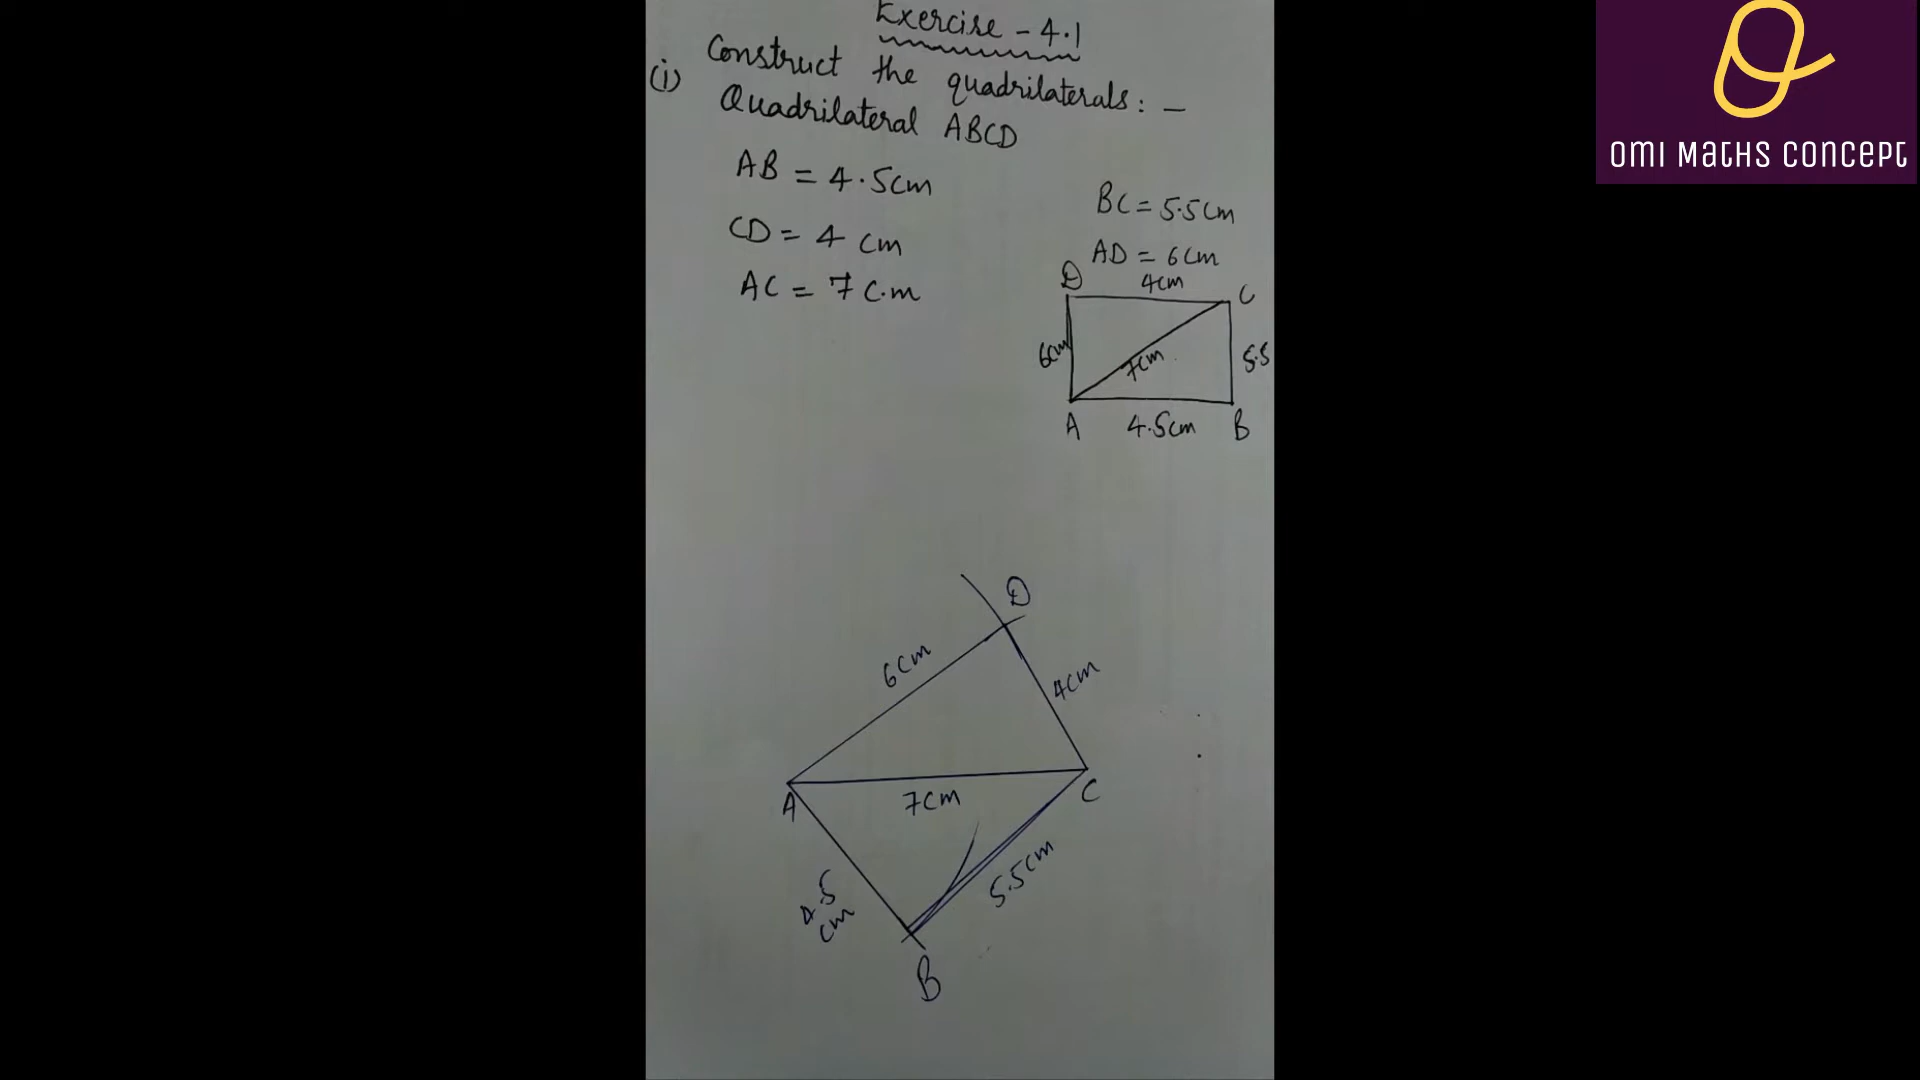 Exercise - 4.1
(i) Construct the quadrilaterals: -
Quadrilateral ABCD
AB = 4.5cm
CD = 4 cm
AC = 7 c.m
BC = 5.5cm
AD = 6cm
4cm
D
C
6cm
7cm
5.5
A
4.5cm
B
D
6cm
4cm
A
7cm
C
4.5
cm
5.5cm
B
OMI MATHS CONCEPT